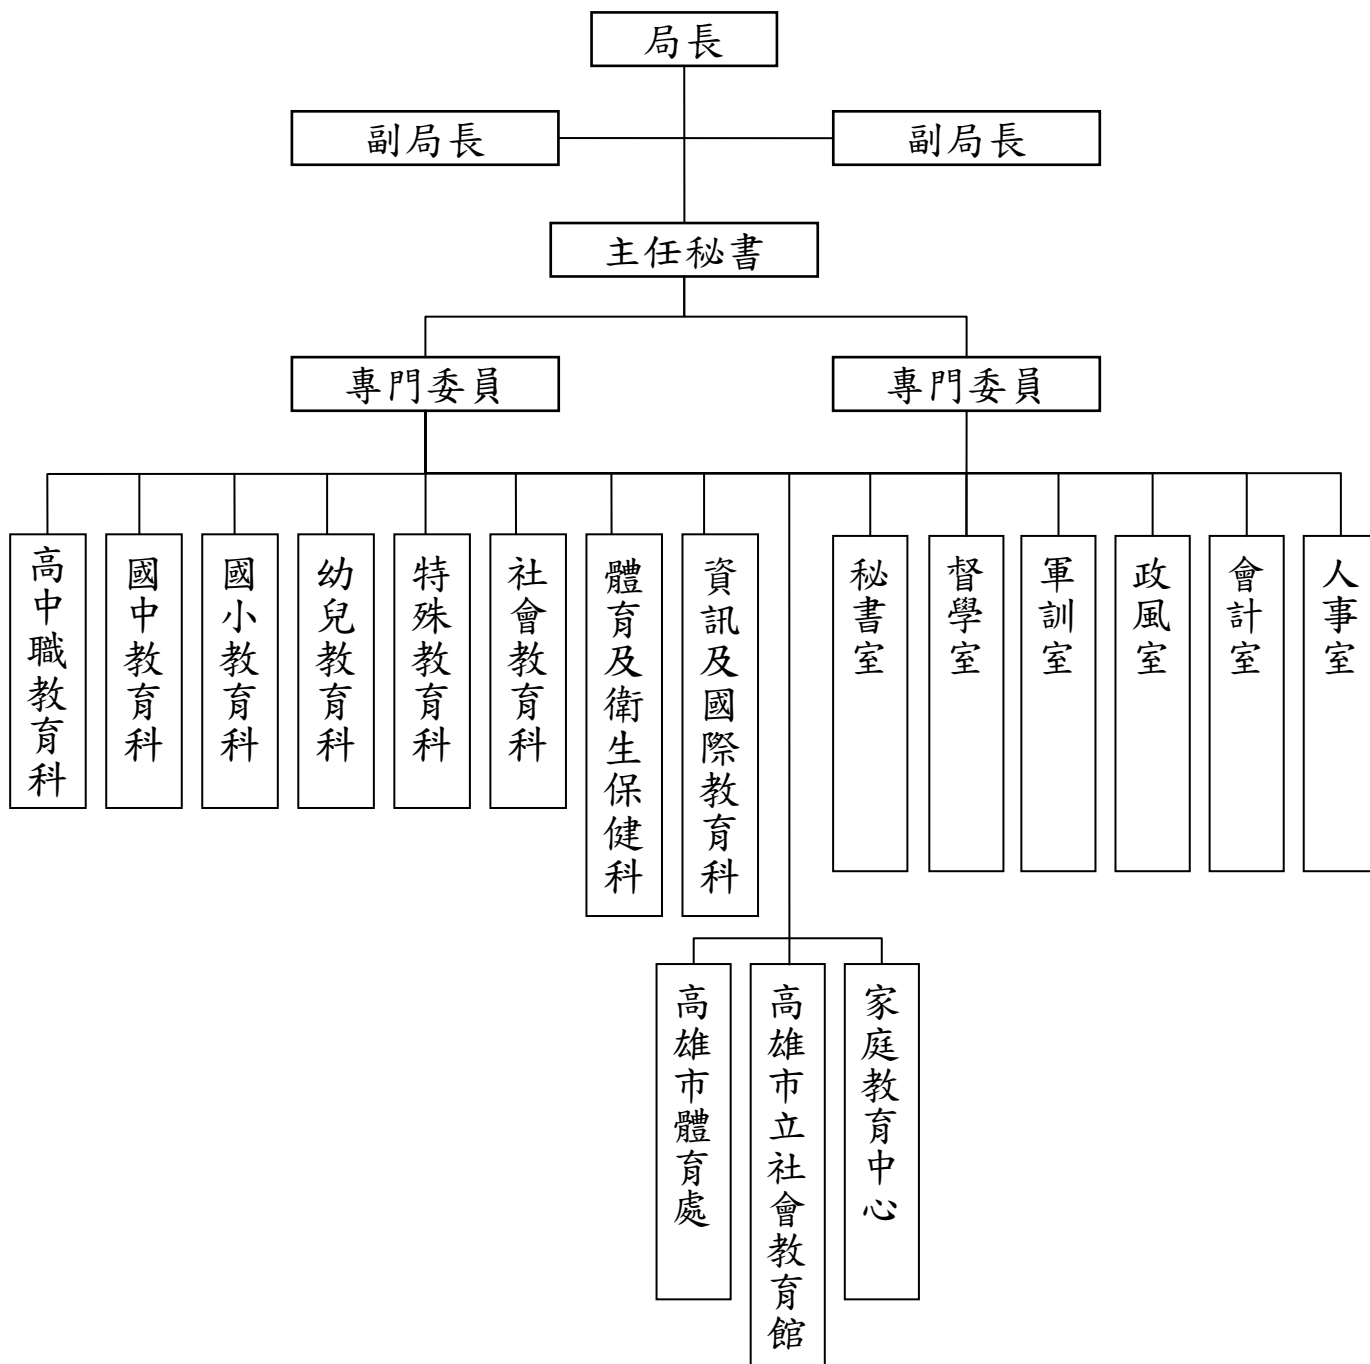 局長
副局長
副局長
主任秘書
專門委員
專門委員
高中職教育科
國中教育科
國小教育科
幼兒教育科
特殊教育科
社會教育科
體育及衛生保健科
資訊及國際教育科
秘書室
督學室
軍訓室
政風室
會計室
人事室
高雄市體育處
高雄市立社會教育館
家庭教育中心